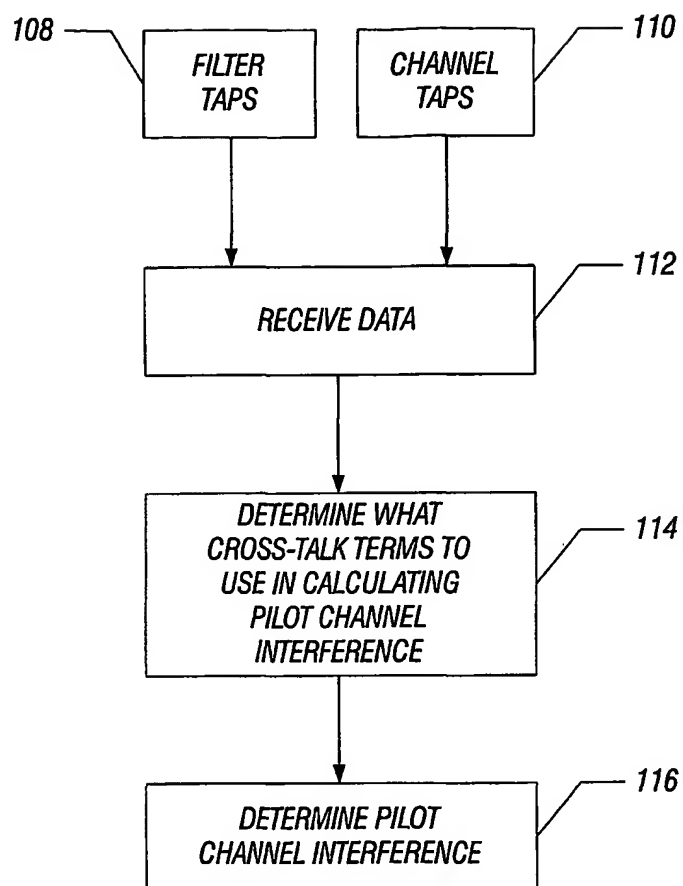 108
FILTER
TAPS
CHANNEL
TAPS
110
112
RECEIVE DATA
DETERMINE WHAT
CROSS-TALK TERMS TO
USE IN CALCULATING
PILOT CHANNEL
INTERFERENCE
114
116
DETERMINE PILOT
CHANNEL INTERFERENCE